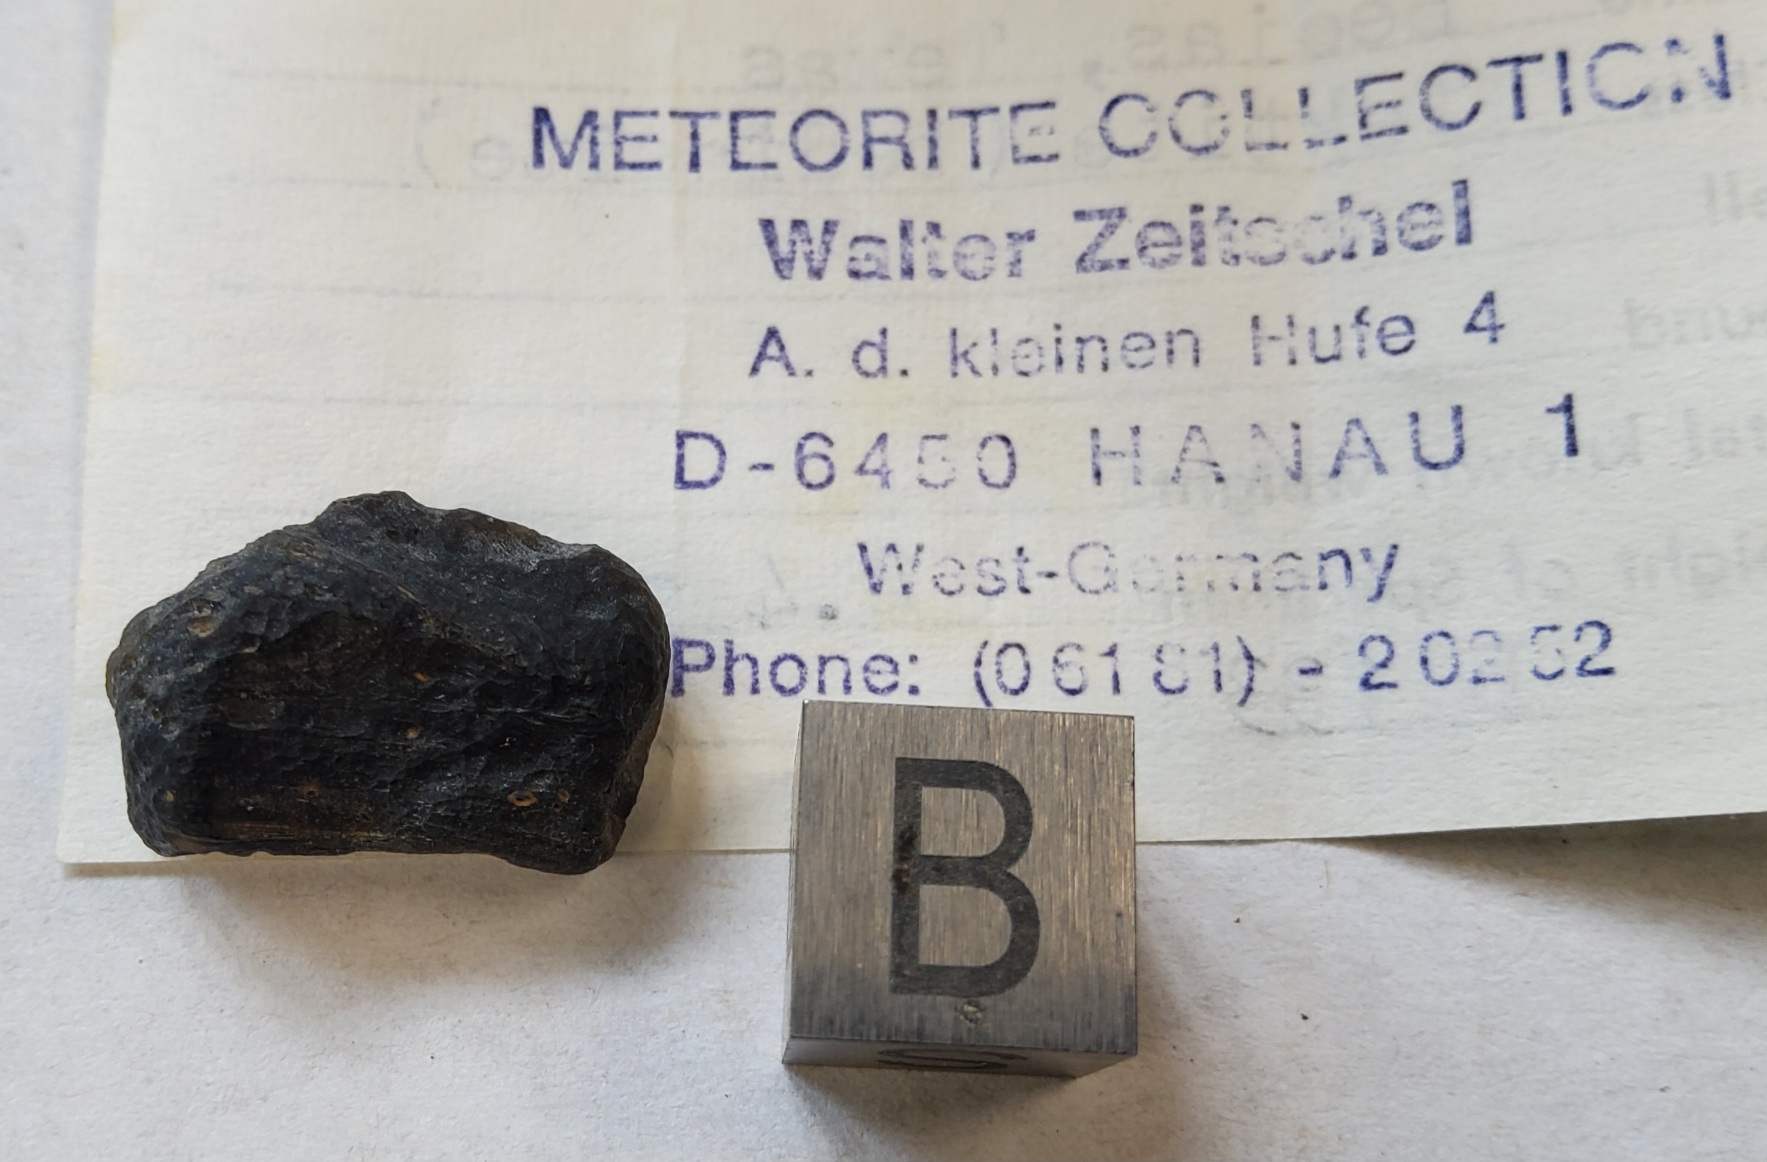 METEORITE COLLECTION
Walter Zeitschel
A. d. kleinen Hufe 4
D-6450 HANAU 1
West-Germany
Phone: (06181) - 20252
B